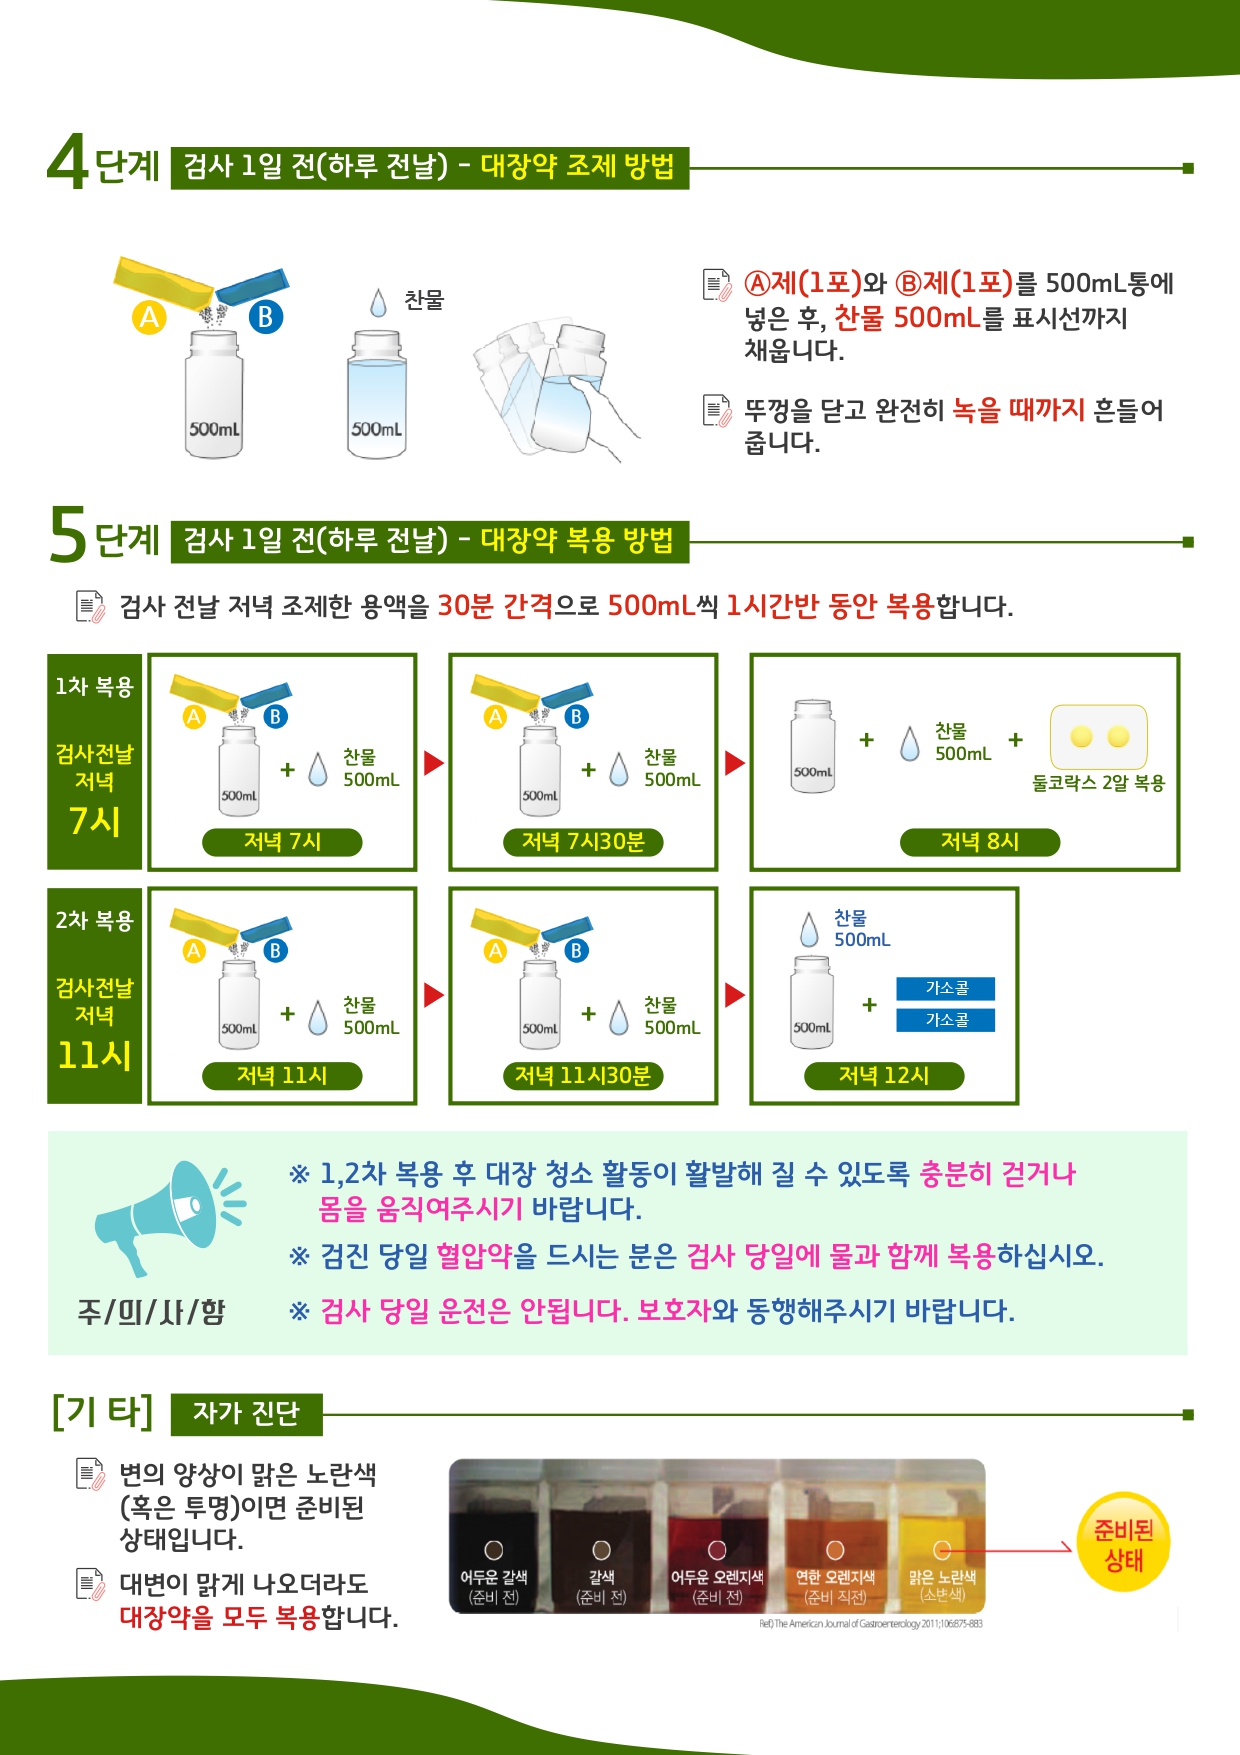 4단계 검사 1일 전(하루 전날) - 대장약 조제 방법
A B
500mL
찬물
500mL
Ⓐ제(1포)와 Ⓑ제(1포)를 500mL통에
넣은 후, 찬물 500mL를 표시선까지
채웁니다.
뚜껑을 닫고 완전히 녹을 때까지 흔들어
줍니다.
5단계 검사 1일 전(하루 전날) - 대장약 복용 방법
검사 전날 저녁 조제한 용액을 30분 간격으로 500mL씩 1시간반 동안 복용합니다.
1차 복용
검사전날
저녁
7시
A B
500mL
+
찬물
500mL
저녁 7시
A B
500mL
+
찬물
500mL
저녁 7시30분
500mL
+
찬물
500mL
+
둘코락스 2알 복용
저녁 8시
2차 복용
검사전날
저녁
11시
A B
500mL
+
찬물
500mL
저녁 11시
A B
500mL
+
찬물
500mL
저녁 11시30분
찬물
500mL
500mL
+
가소콜
가소콜
저녁 12시
주/의/사/항
※ 1,2차 복용 후 대장 청소 활동이 활발해 질 수 있도록 충분히 걷거나
몸을 움직여주시기 바랍니다.
※ 검진 당일 혈압약을 드시는 분은 검사 당일에 물과 함께 복용하십시오.
※ 검사 당일 운전은 안됩니다. 보호자와 동행해주시기 바랍니다.
[기 타] 자가 진단
변의 양상이 맑은 노란색
(혹은 투명)이면 준비된
상태입니다.
대변이 맑게 나오더라도
대장약을 모두 복용합니다.
어두운 갈색
(준비 전)
갈색
(준비 전)
어두운 오렌지색
(준비 전)
연한 오렌지색
(준비 직전)
맑은 노란색
(소변색)
준비된
상태
Ref) The American Journal of Gastroenterology 2011;106:875-883